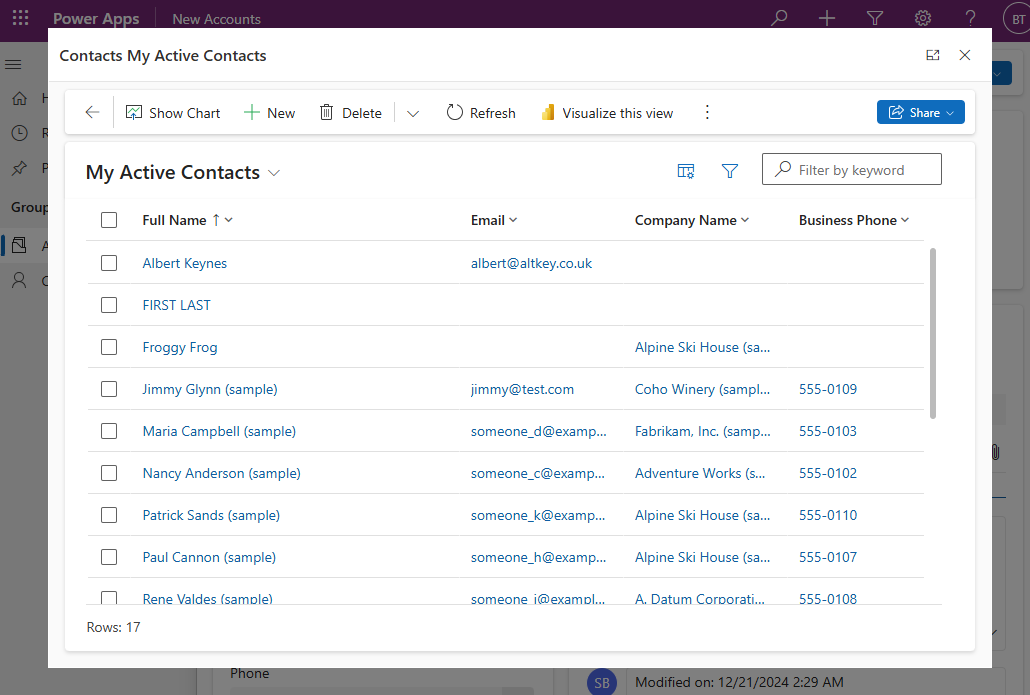 Power Apps New Accounts BT
Contacts My Active Contacts
Show Chart New Delete Refresh Visualize this view Share
My Active Contacts Filter by keyword
Full Name Email Company Name Business Phone
Albert Keynes albert@altkey.co.uk
FIRST LAST
Froggy Frog Alpine Ski House (sa...
Jimmy Glynn (sample) jimmy@test.com Coho Winery (sampl... 555-0109
Maria Campbell (sample) someone_d@examp... Fabrikam, Inc. (samp... 555-0103
Nancy Anderson (sample) someone_c@examp... Adventure Works (s... 555-0102
Patrick Sands (sample) someone_k@examp... Alpine Ski House (sa... 555-0110
Paul Cannon (sample) someone_h@examp... Alpine Ski House (sa... 555-0107
Rene Valdes (sample) someone_i@exampl... A. Datum Corporati... 555-0108
Rows: 17
H
R
P
Group
A
C
Phone
SB Modified on: 12/21/2024 2:29 AM